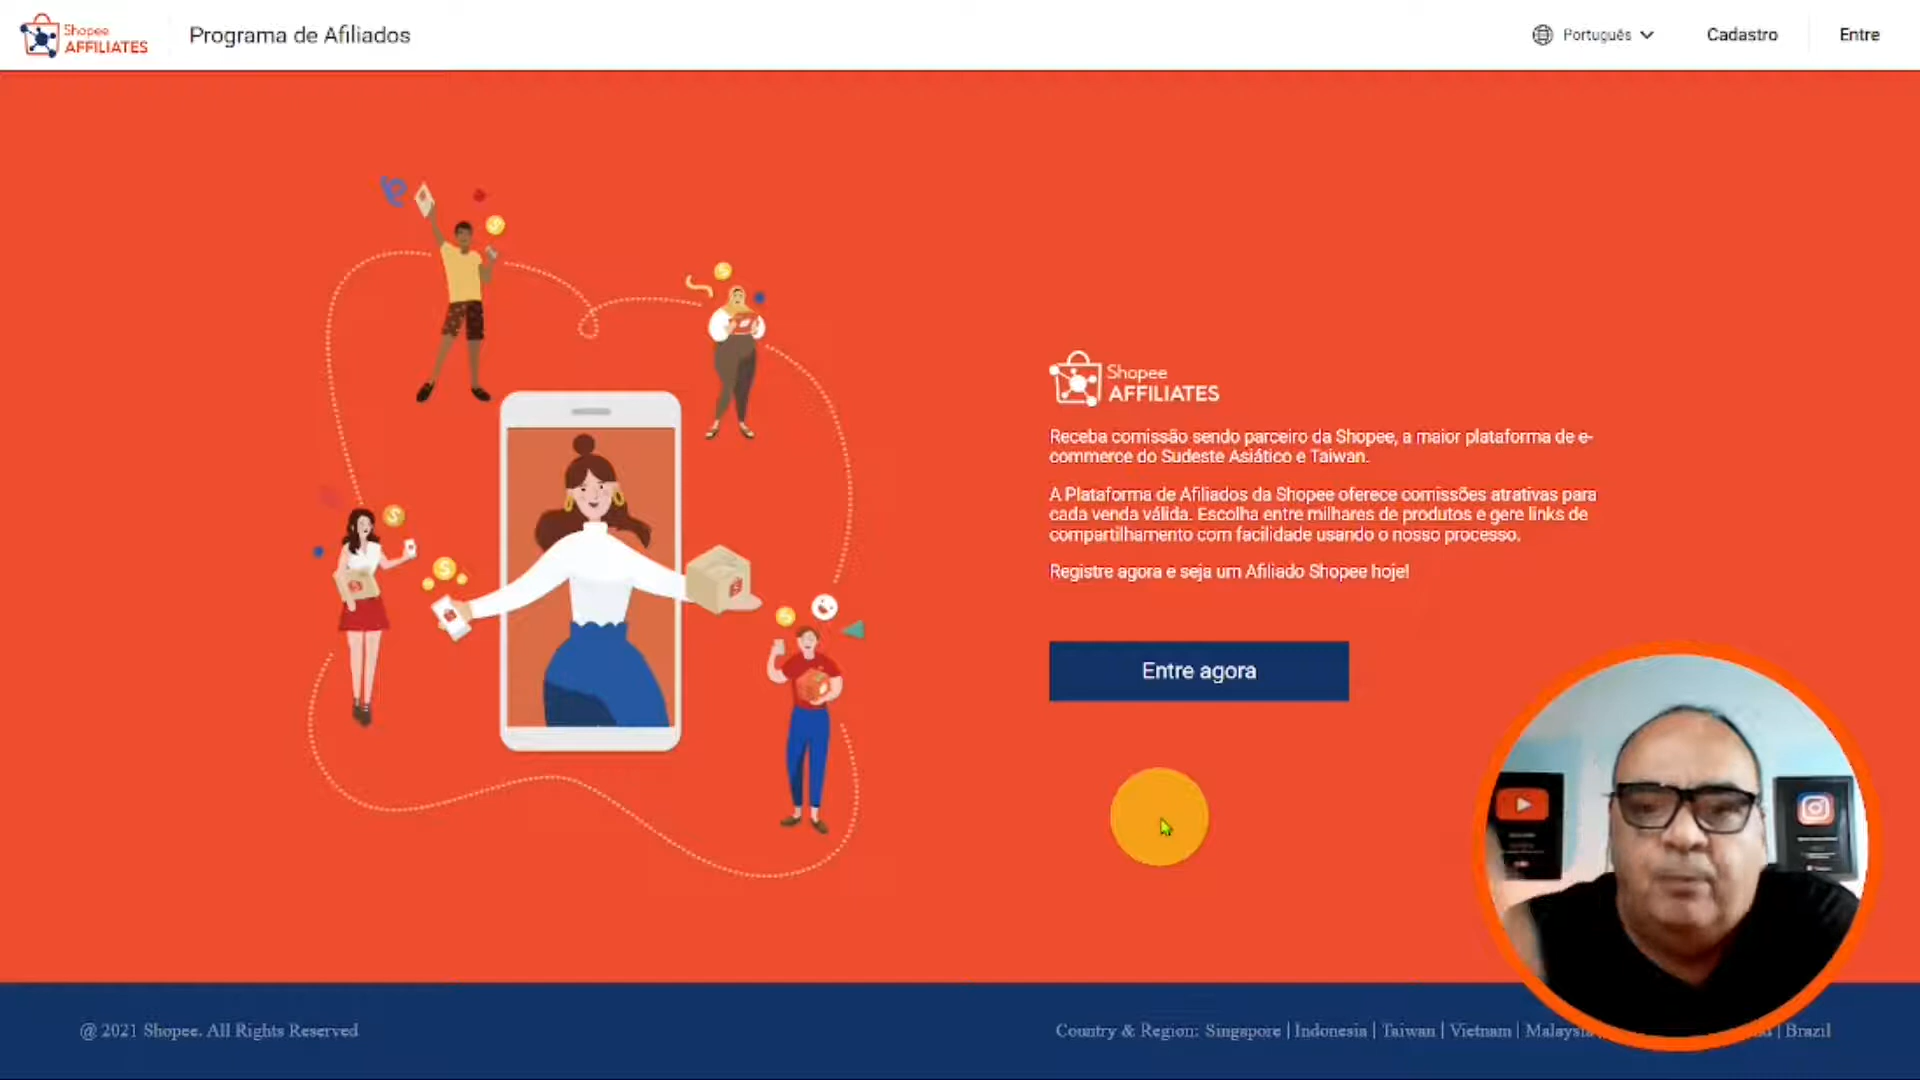 Shopee
AFFILIATES
Programa de Afiliados
Português
Cadastro
Entre
Shopee
AFFILIATES
Receba comissão sendo parceiro da Shopee, a maior plataforma de e-
commerce do Sudeste Asiático e Taiwan.
A Plataforma de Afiliados da Shopee oferece comissões atrativas para
cada venda válida. Escolha entre milhares de produtos e gere links de
compartilhamento com facilidade usando o nosso processo.
Registre agora e seja um Afiliado Shopee hoje!
Entre agora
@ 2021 Shopee. All Rights Reserved
Country & Region: Singapore | Indonesia | Taiwan | Vietnam | Malaysia | Brazil